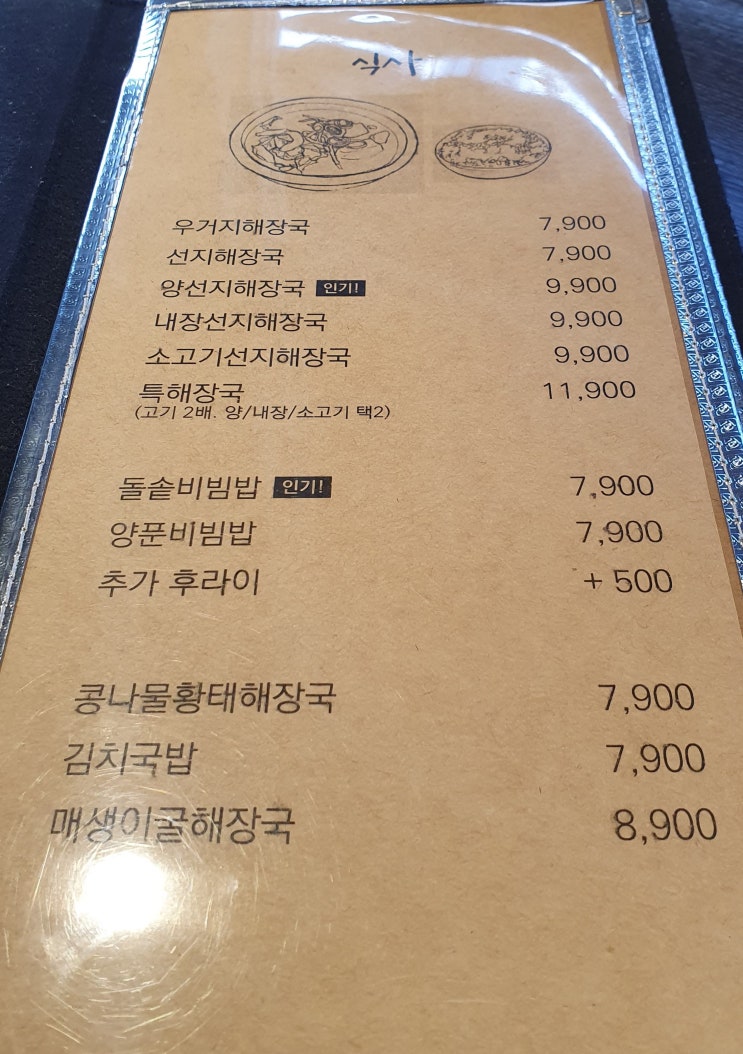 식사
우거지해장국 7,900
선지해장국 7,900
양선지해장국 인기! 9,900
내장선지해장국 9,900
소고기선지해장국 9,900
특해장국 11,900
(고기 2배. 양/내장/소고기 택2)
돌솥비빔밥 인기! 7,900
양푼비빔밥 7,900
추가 후라이 + 500
콩나물황태해장국 7,900
김치국밥 7,900
매생이굴해장국 8,900